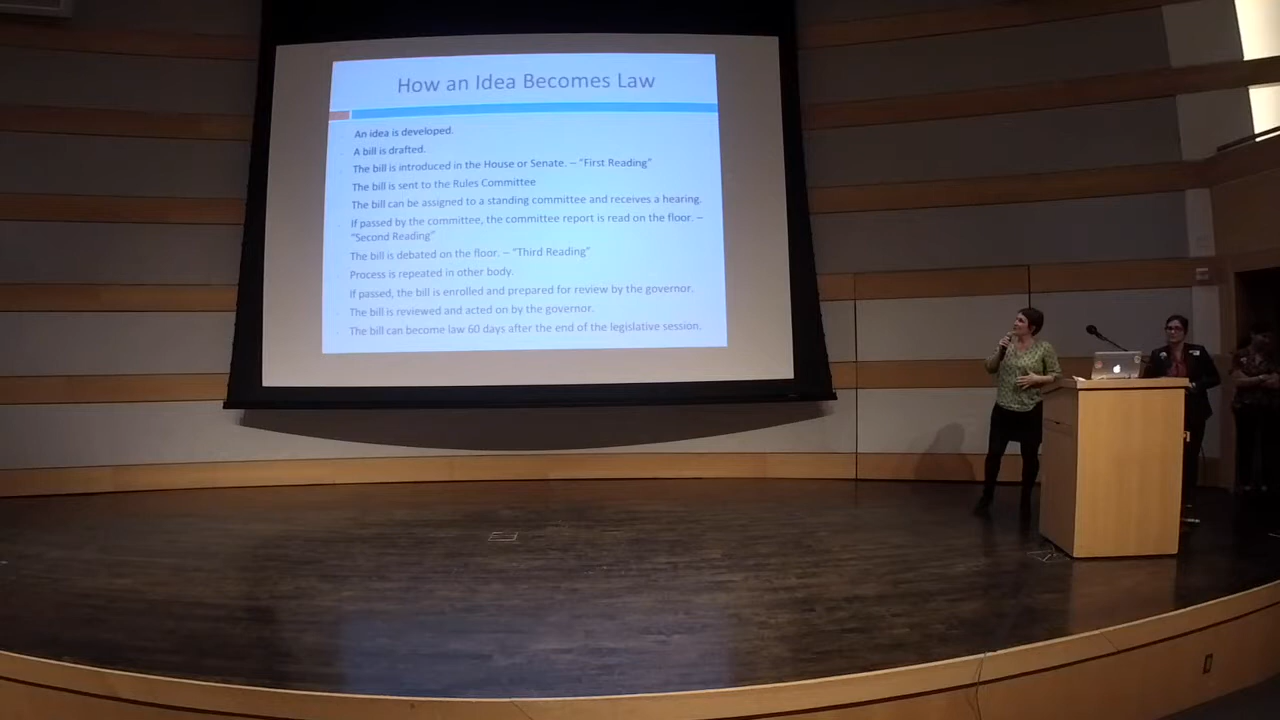 How an Idea Becomes Law
An idea is developed.
A bill is drafted.
The bill is introduced in the House or Senate. – “First Reading”
The bill is sent to the Rules Committee
The bill can be assigned to a standing committee and receives a hearing.
If passed by the committee, the committee report is read on the floor. –
“Second Reading”
The bill is debated on the floor. – “Third Reading”
Process is repeated in other body.
If passed, the bill is enrolled and prepared for review by the governor.
The bill is reviewed and acted on by the governor.
The bill can become law 60 days after the end of the legislative session.